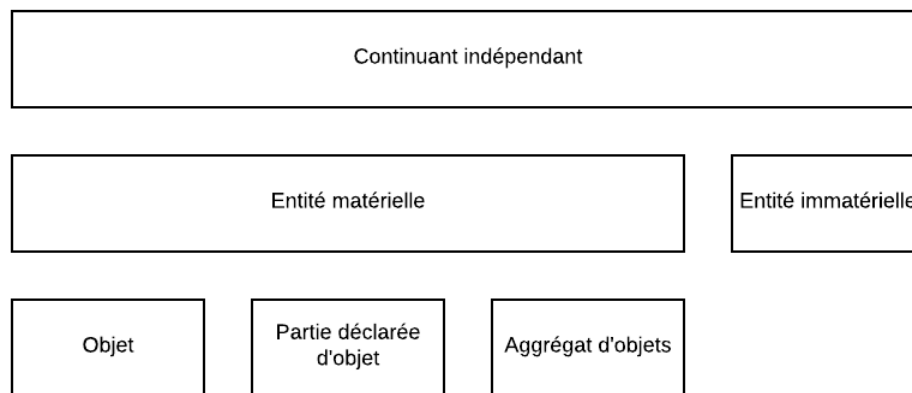 Continuant indépendant
Entité matérielle
Entité immatérielle
Objet
Partie déclarée
d'objet
Aggrégat d'objets